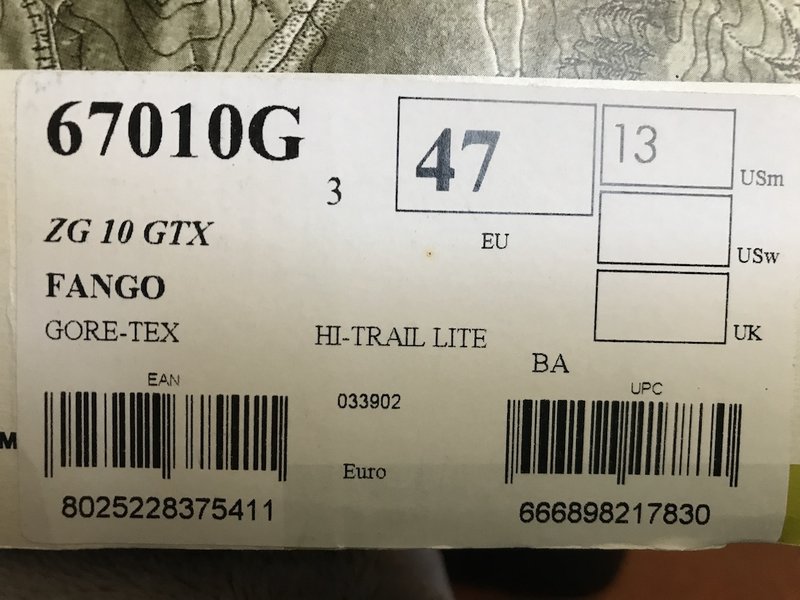 67010G
3
47
EU
13
USm
USw
UK
ZG 10 GTX
FANGO
GORE-TEX
HI-TRAIL LITE
BA
EAN
033902
UPC
M
Euro
8025228375411
666898217830